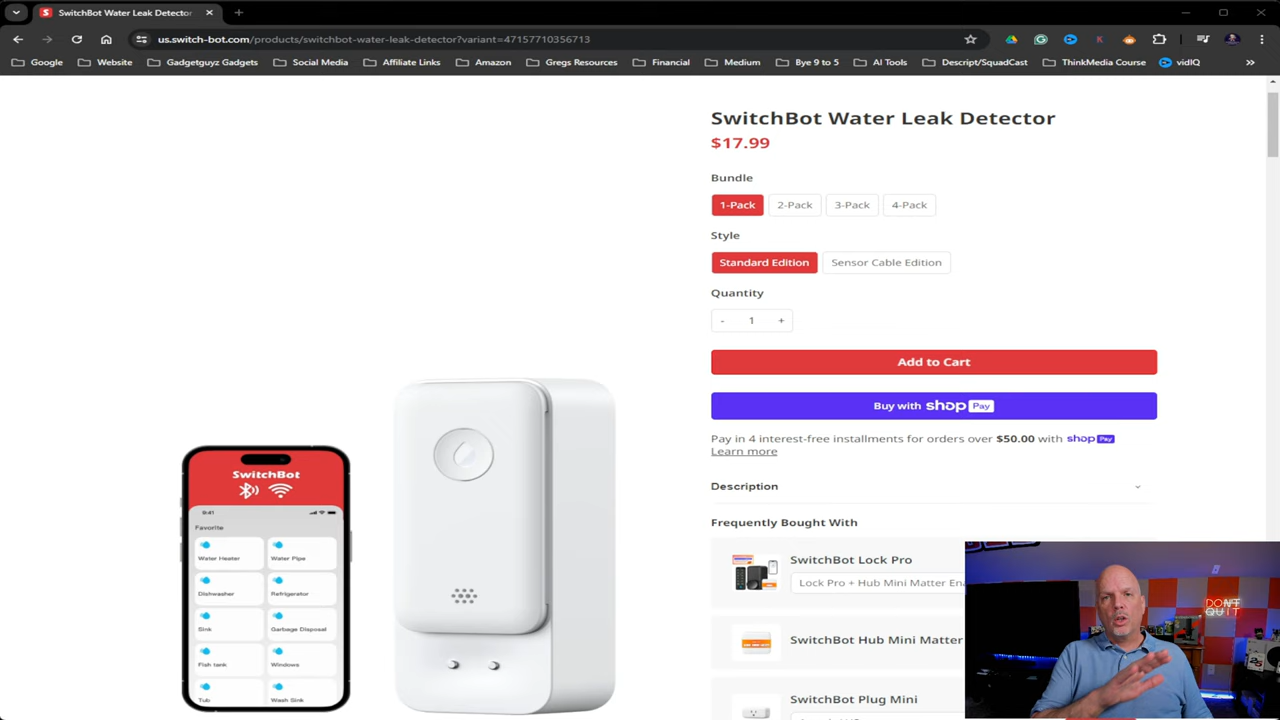 SwitchBot Water Leak Detector
us.switch-bot.com/products/switchbot-water-leak-detector?variant=47157710356713
Google
Website
Gadgetguyz Gadgets
Social Media
Affiliate Links
Amazon
Gregs Resources
Financial
Medium
Bye 9 to 5
AI Tools
Descript/SquadCast
ThinkMedia Course
vidIQ
SwitchBot Water Leak Detector
$17.99
Bundle
1-Pack
2-Pack
3-Pack
4-Pack
Style
Standard Edition
Sensor Cable Edition
Quantity
- 1 +
Add to Cart
Buy with shop Pay
Pay in 4 interest-free installments for orders over $50.00 with shop Pay
Learn more
Description
Frequently Bought With
SwitchBot Lock Pro
Lock Pro + Hub Mini Matter Ena
SwitchBot Hub Mini Matter
SwitchBot Plug Mini
SwitchBot
9:41
Favorite
Water Heater
Water Pipe
Dishwasher
Refrigerator
Sink
Garbage Disposal
Fish tank
Windows
Tub
Wash Sink
DON'T
QUIT